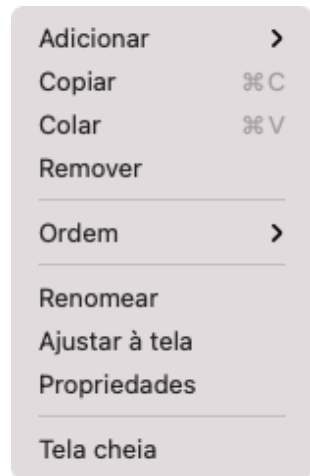 Adicionar
Copiar ⌘C
Colar ⌘V
Remover
Ordem
Renomear
Ajustar à tela
Propriedades
Tela cheia